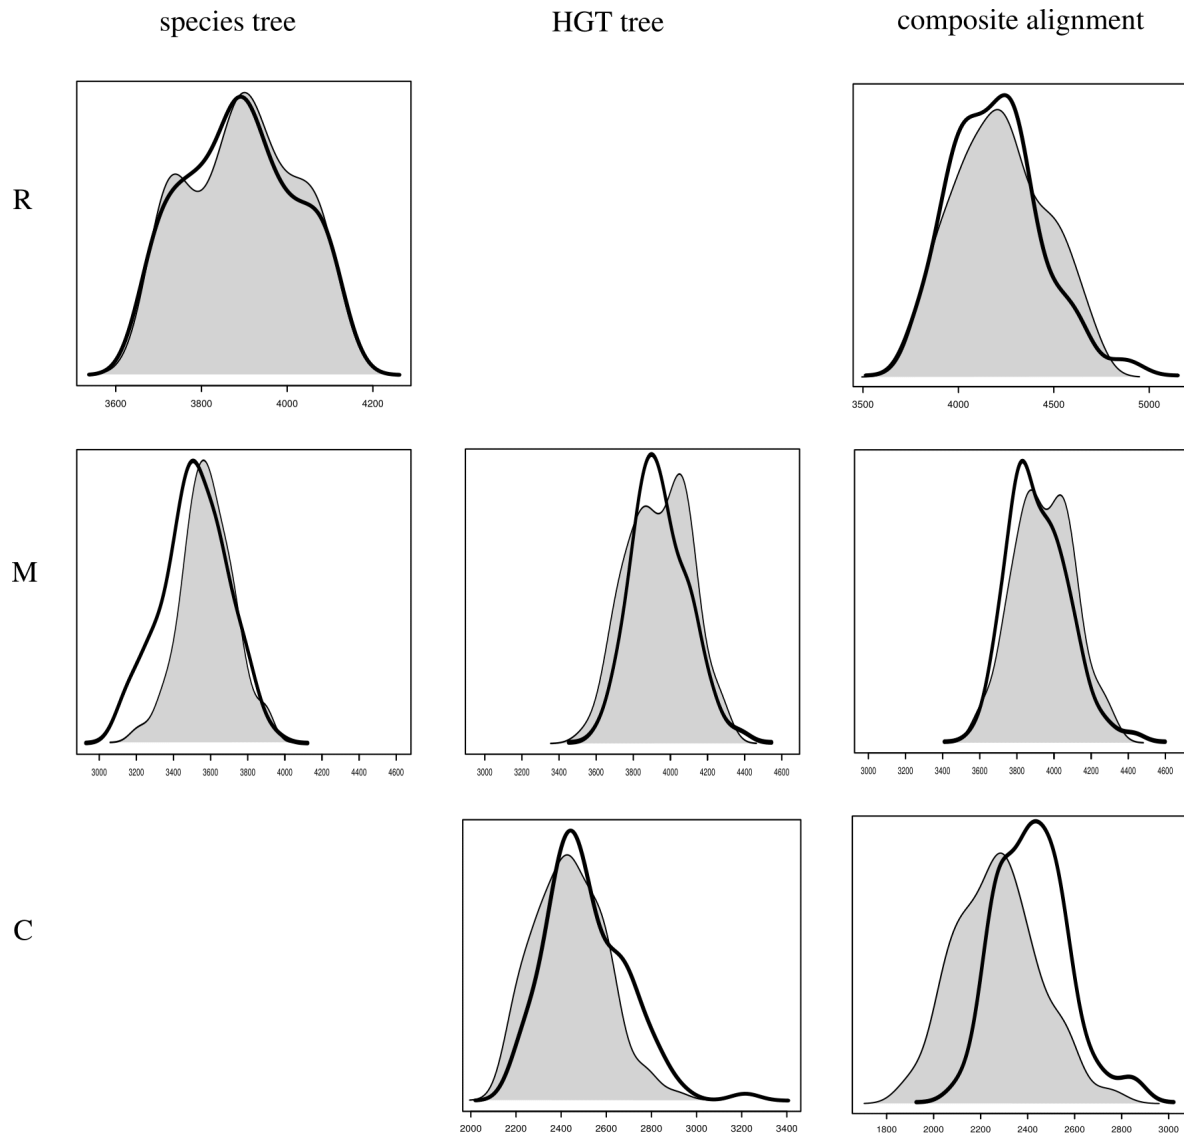 species tree HGT tree composite alignment
R
3600 3800 4000 4200
3500 4000 4500 5000
M
3000 3200 3400 3600 3800 4000 4200 4400 4600
3000 3200 3400 3600 3800 4000 4200 4400 4600
3000 3200 3400 3600 3800 4000 4200 4400 4600
C
2000 2200 2400 2600 2800 3000 3200 3400
1800 2000 2200 2400 2600 2800 3000